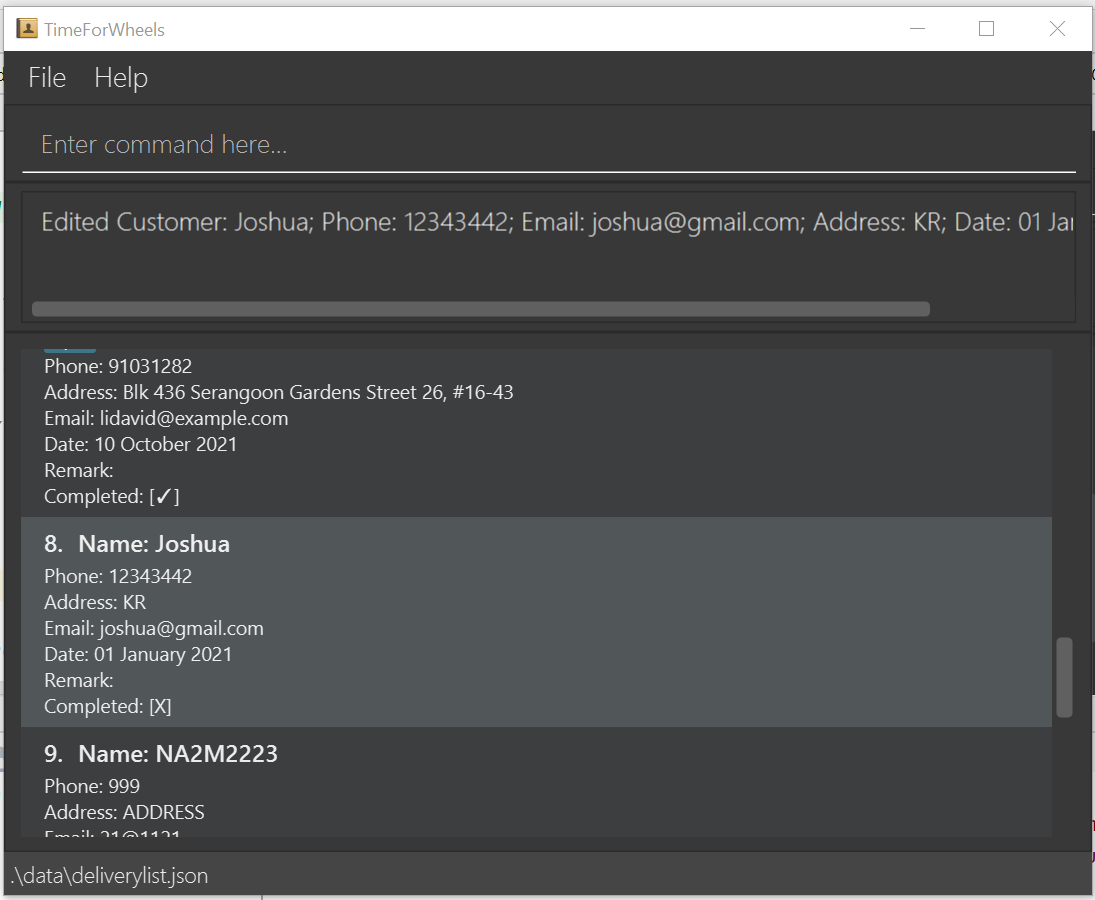 TimeForWheels
File Help
Enter command here...
Edited Customer: Joshua; Phone: 12343442; Email: joshua@gmail.com; Address: KR; Date: 01 Jan
Phone: 91031282
Address: Blk 436 Serangoon Gardens Street 26, #16-43
Email: lidavid@example.com
Date: 10 October 2021
Remark:
Completed: [✓]
8. Name: Joshua
Phone: 12343442
Address: KR
Email: joshua@gmail.com
Date: 01 January 2021
Remark:
Completed: [X]
9. Name: NA2M2223
Phone: 999
Address: ADDRESS
Email: 21@1121
.\data\deliverylist.json